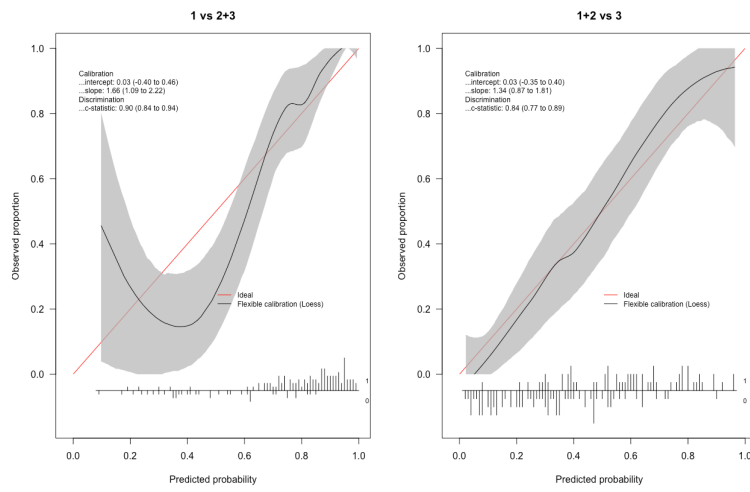 1 vs 2+3
Calibration
...intercept: 0.03 (-0.40 to 0.46)
...slope: 1.66 (1.09 to 2.22)
Discrimination
...c-statistic: 0.90 (0.84 to 0.94)
Observed proportion
1.0
0.8
0.6
0.4
0.2
0.0
Ideal
Flexible calibration (Loess)
1
0
0.0 0.2 0.4 0.6 0.8 1.0
Predicted probability
1+2 vs 3
Calibration
...intercept: 0.03 (-0.35 to 0.40)
...slope: 1.34 (0.87 to 1.81)
Discrimination
...c-statistic: 0.84 (0.77 to 0.89)
Observed proportion
1.0
0.8
0.6
0.4
0.2
0.0
Ideal
Flexible calibration (Loess)
1
0
0.0 0.2 0.4 0.6 0.8 1.0
Predicted probability